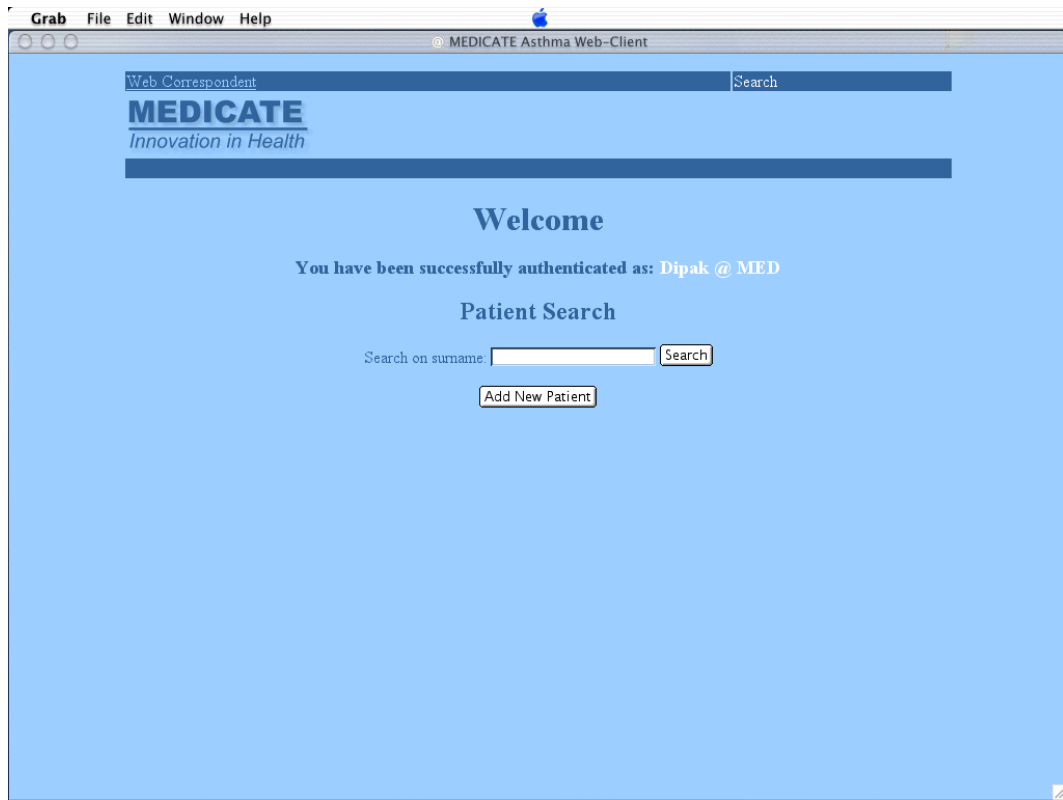 Grab File Edit Window Help
@ MEDICATE Asthma Web-Client
Web Correspondent Search
MEDICATE
Innovation in Health
Welcome
You have been successfully authenticated as: Dipak @ MED
Patient Search
Search on surname: Search
Add New Patient